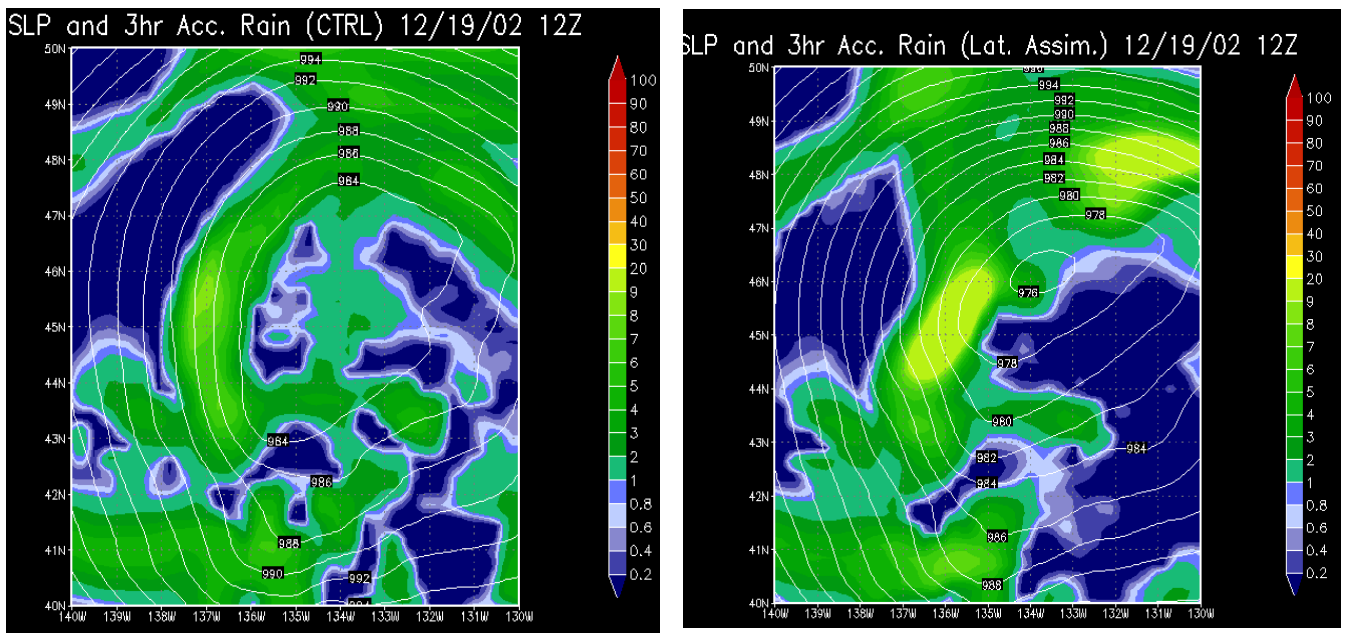 SLP and 3hr Acc. Rain (CTRL) 12/19/02 12Z
50N
49N
48N
47N
46N
45N
44N
43N
42N
41N
40N
140W 139W 138W 137W 136W 135W 134W 133W 132W 131W 130W
994
992
990
988
986
984
984
986
988
990
992
100
90
80
70
60
50
40
30
20
9
8
7
6
5
4
3
2
1
0.8
0.6
0.4
0.2
SLP and 3hr Acc. Rain (Lat. Assim.) 12/19/02 12Z
50N
49N
48N
47N
46N
45N
44N
43N
42N
41N
40N
140W 139W 138W 137W 136W 135W 134W 133W 132W 131W 130W
994
992
990
988
986
984
982
980
978
976
978
980
984
982
984
986
988
100
90
80
70
60
50
40
30
20
9
8
7
6
5
4
3
2
1
0.8
0.6
0.4
0.2